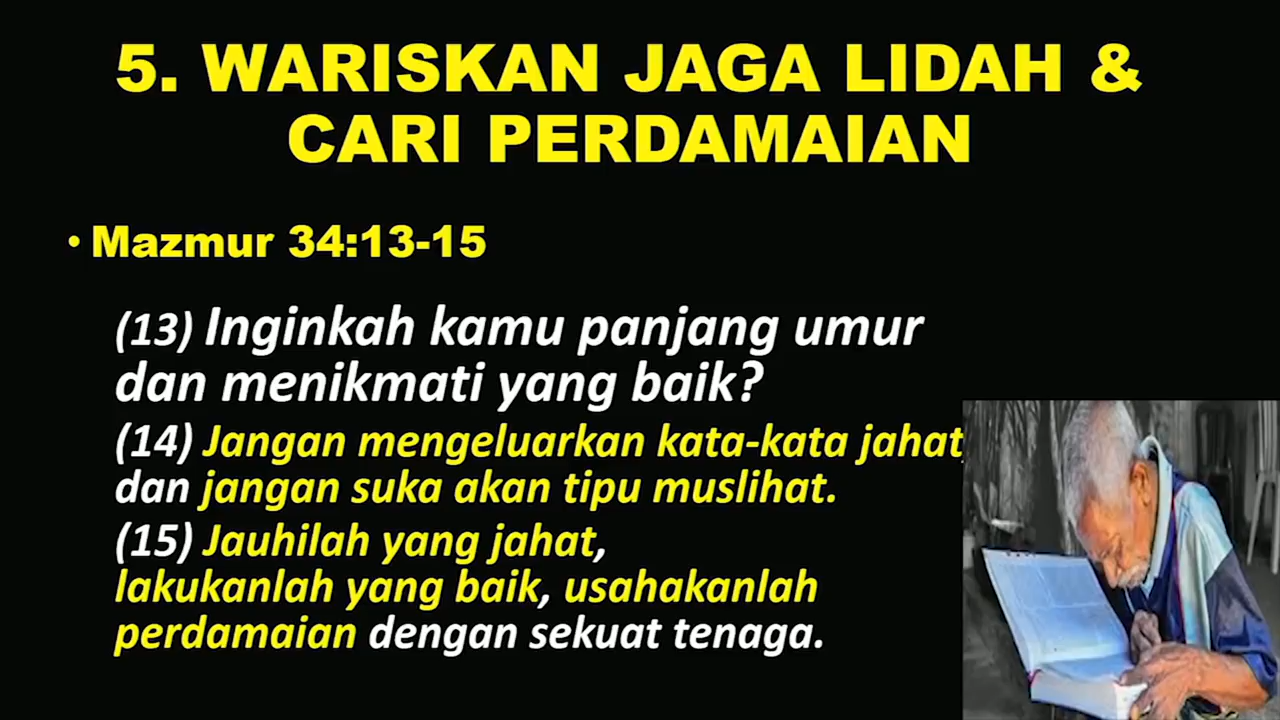 5. WARISKAN JAGA LIDAH &
CARI PERDAMAIAN
• Mazmur 34:13-15
(13) Inginkah kamu panjang umur
dan menikmati yang baik?
(14) Jangan mengeluarkan kata-kata jahat,
dan jangan suka akan tipu muslihat.
(15) Jauhilah yang jahat,
lakukanlah yang baik, usahakanlah
perdamaian dengan sekuat tenaga.